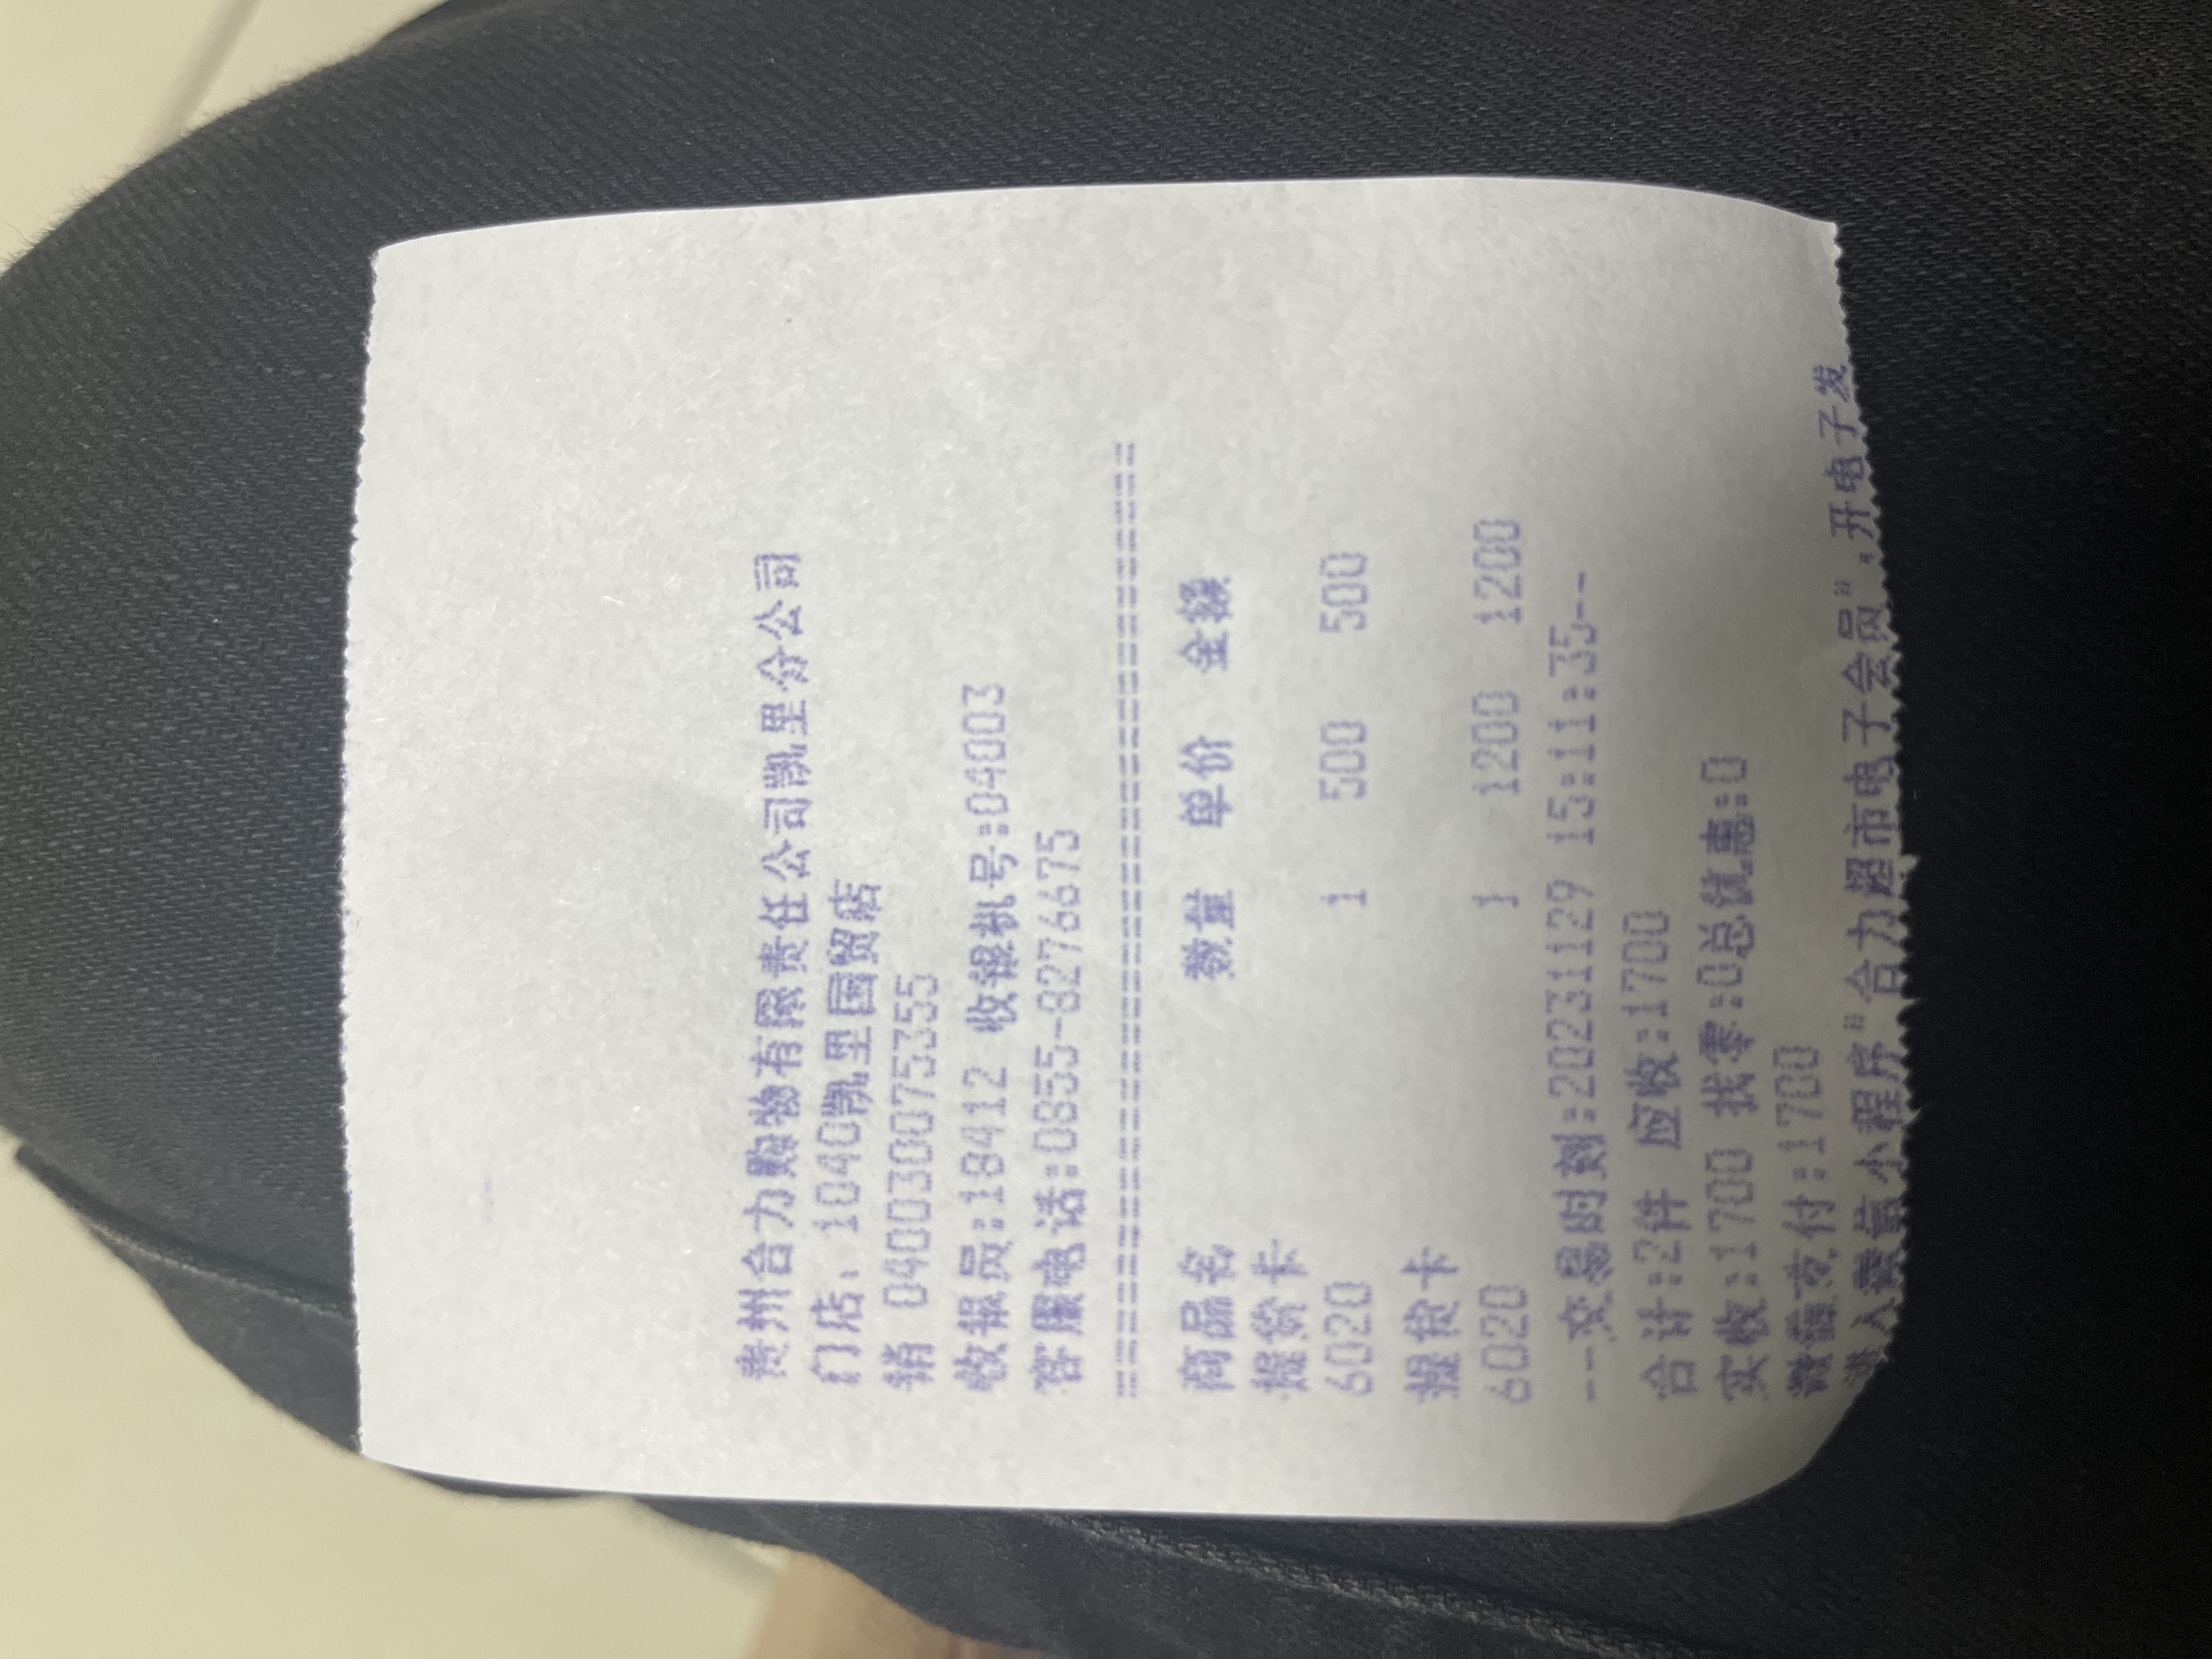 贵州合力购物有限责任公司凯里分公司
门店：1040凯里国贸店
销 0400300075355
收银员:18412 收银机号:04003
客服电话:0855-8276675
========================================
商品名 数量 单价 金额
提货卡
6020 1 500 500
提货卡
6020 1 1200 1200
--交易时刻:20231129 15:11:35--
合计:2件 应收:1700
实收:1700 找零:0总优惠:0
微信支付:1700
进入微信小程序"合力超市电子会员",开电子发